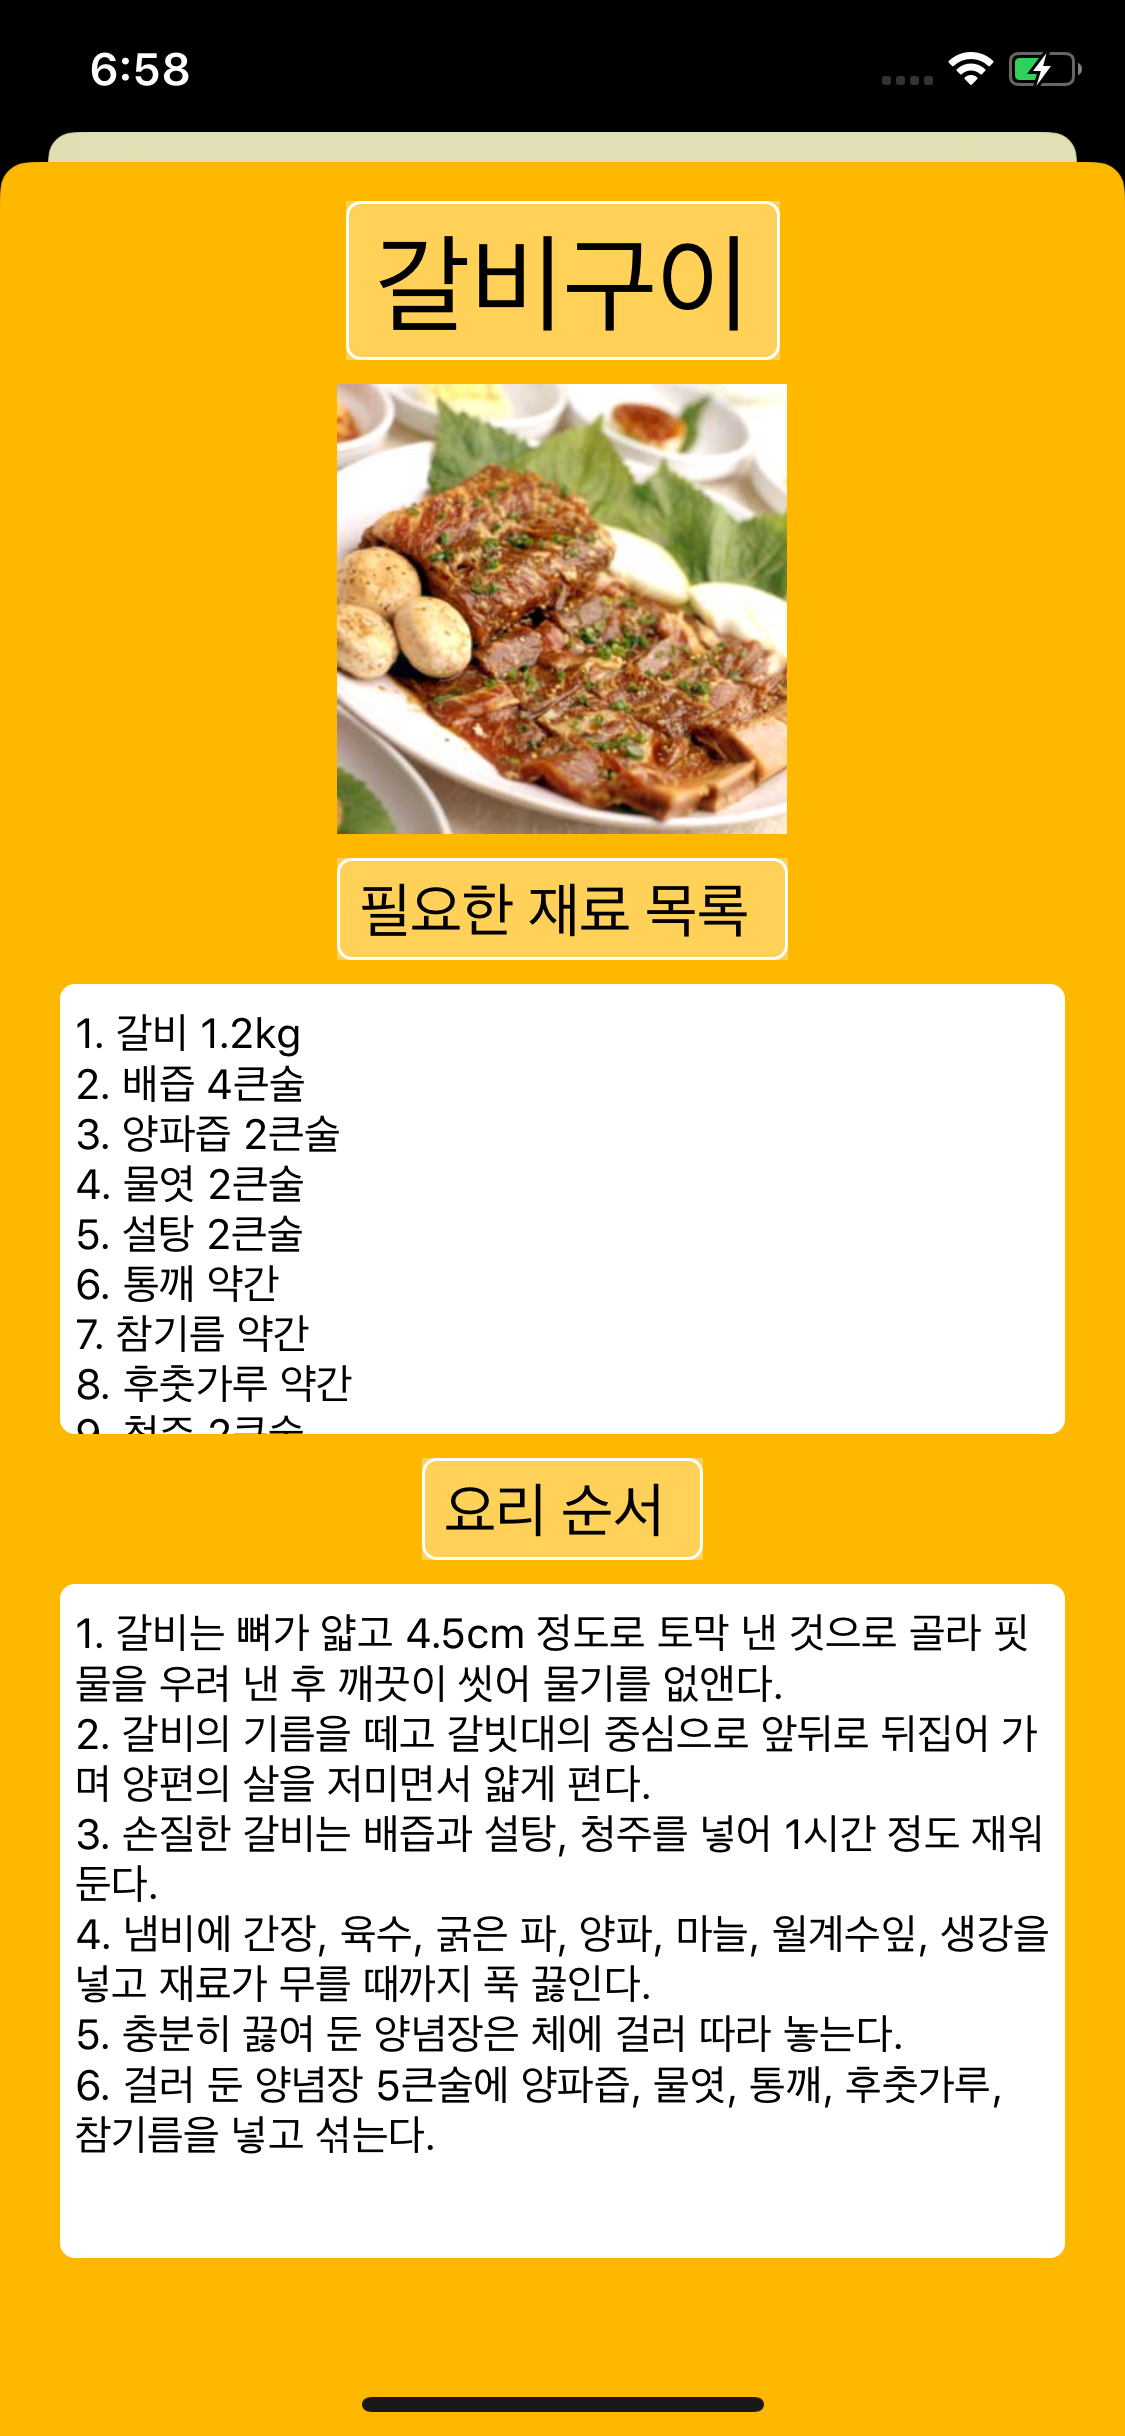 6:58
갈비구이
필요한 재료 목록
1. 갈비 1.2kg
2. 배즙 4큰술
3. 양파즙 2큰술
4. 물엿 2큰술
5. 설탕 2큰술
6. 통깨 약간
7. 참기름 약간
8. 후춧가루 약간
9. 청주 2큰술
요리 순서
1. 갈비는 뼈가 얇고 4.5cm 정도로 토막 낸 것으로 골라 핏
물을 우려 낸 후 깨끗이 씻어 물기를 없앤다.
2. 갈비의 기름을 떼고 갈빗대의 중심으로 앞뒤로 뒤집어 가
며 양편의 살을 저미면서 얇게 편다.
3. 손질한 갈비는 배즙과 설탕, 청주를 넣어 1시간 정도 재워
둔다.
4. 냄비에 간장, 육수, 굵은 파, 양파, 마늘, 월계수잎, 생강을
넣고 재료가 무를 때까지 푹 끓인다.
5. 충분히 끓여 둔 양념장은 체에 걸러 따라 놓는다.
6. 걸러 둔 양념장 5큰술에 양파즙, 물엿, 통깨, 후춧가루,
참기름을 넣고 섞는다.